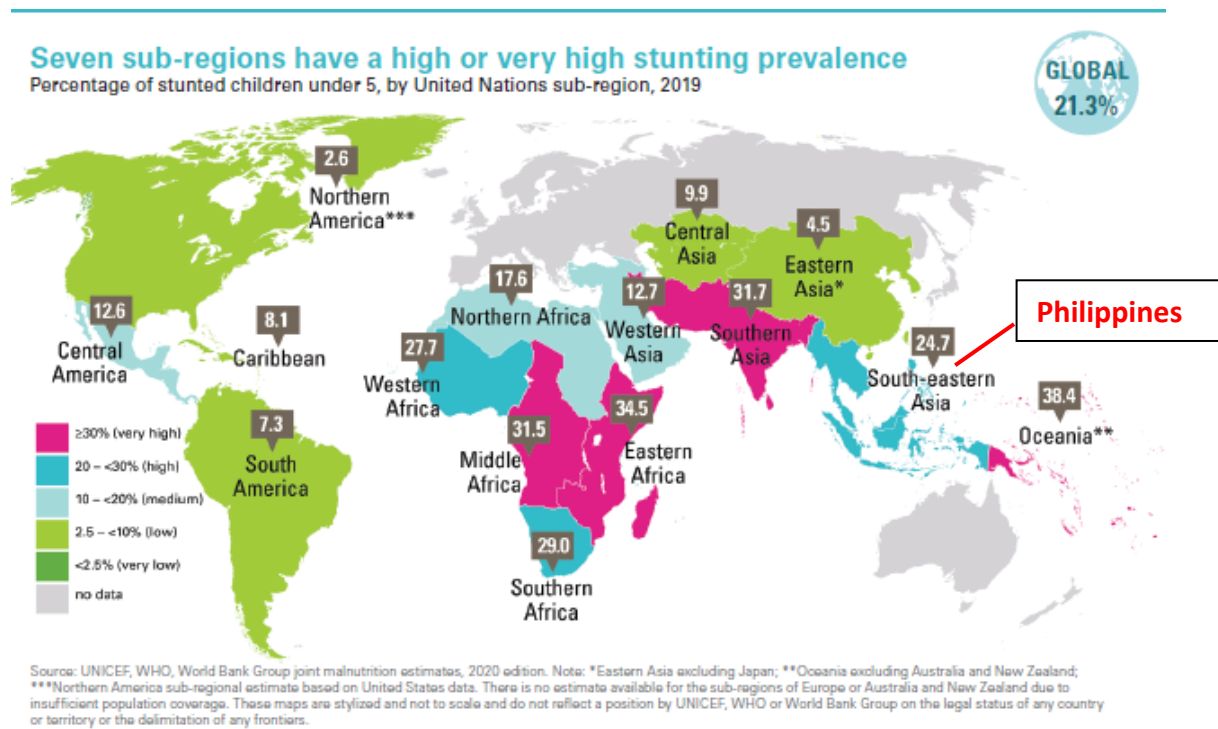 Seven sub-regions have a high or very high stunting prevalence
Percentage of stunted children under 5, by United Nations sub-region, 2019
GLOBAL
21.3%
2.6
Northern
America***
9.9
Central
Asia
4.5
Eastern
Asia*
17.6
Northern Africa
12.7
Western
Asia
31.7
Southern
Asia
Philippines
12.6
Central
America
8.1
Caribbean
27.7
Western
Africa
24.7
South-eastern
Asia
38.4
Oceania**
7.3
South
America
31.5
Middle
Africa
34.5
Eastern
Africa
29.0
Southern
Africa
≥30% (very high)
20 – <30% (high)
10 – <20% (medium)
2.5 – <10% (low)
<2.5% (very low)
no data
Source: UNICEF, WHO, World Bank Group joint malnutrition estimates, 2020 edition. Note: *Eastern Asia excluding Japan; **Oceania excluding Australia and New Zealand;
***Northern America sub-regional estimate based on United States data. There is no estimate available for the sub-regions of Europe or Australia and New Zealand due to
insufficient population coverage. These maps are stylized and not to scale and do not reflect a position by UNICEF, WHO or World Bank Group on the legal status of any country
or territory or the delimitation of any frontiers.